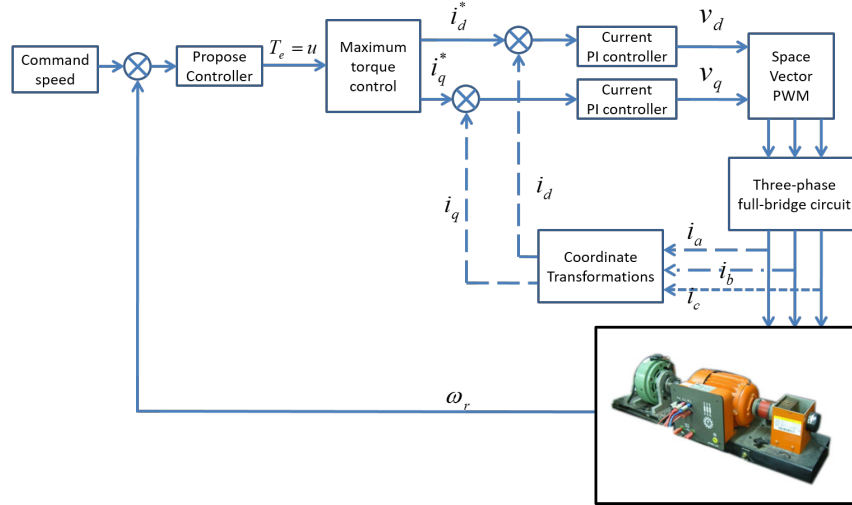 Command
speed
Propose
Controller
T_e = u
Maximum
torque
control
i_d^*
i_q^*
Current
PI controller
Current
PI controller
v_d
v_q
Space
Vector
PWM
Three-phase
full-bridge circuit
i_q
i_d
Coordinate
Transformations
i_a
i_b
i_c
ω_r